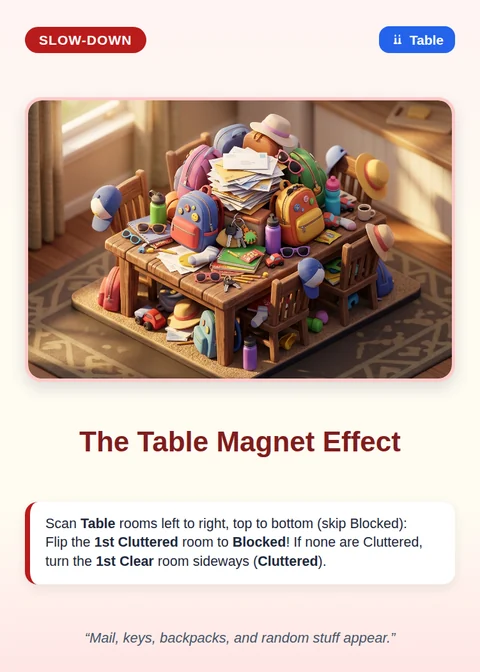 SLOW-DOWN
Table
The Table Magnet Effect
Scan Table rooms left to right, top to bottom (skip Blocked):
Flip the 1st Cluttered room to Blocked! If none are Cluttered,
turn the 1st Clear room sideways (Cluttered).
“Mail, keys, backpacks, and random stuff appear.”